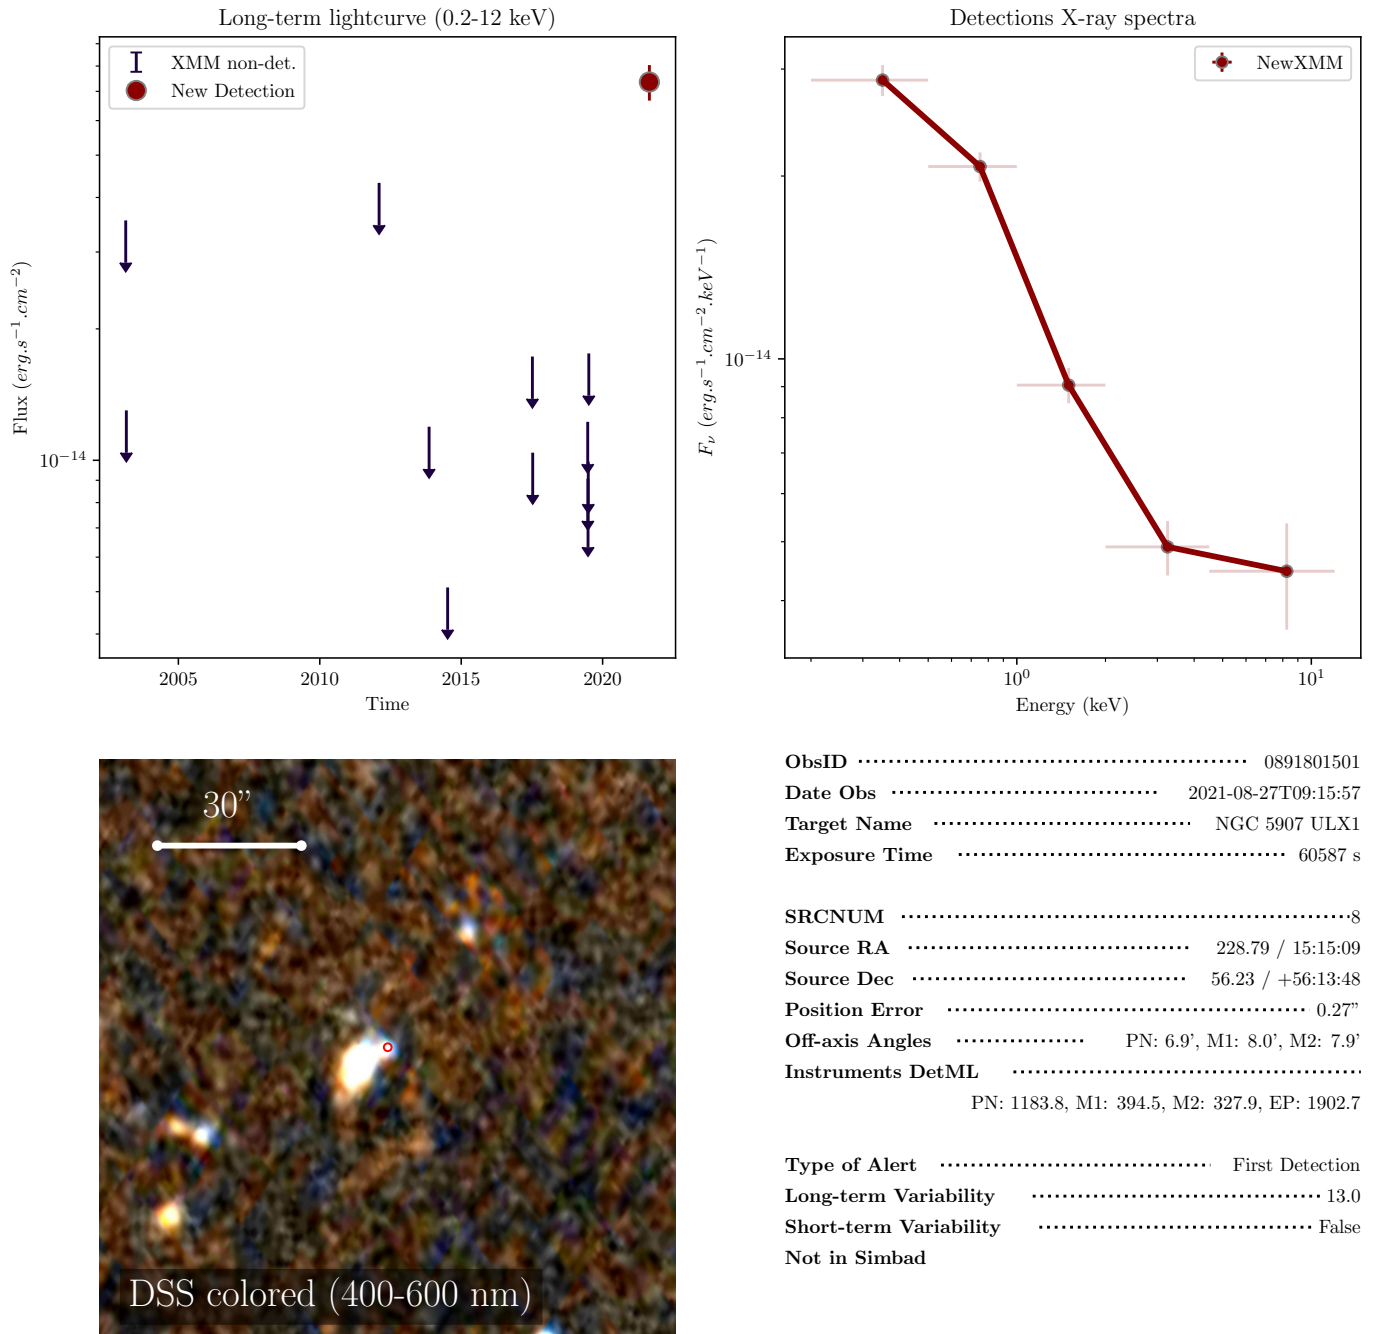 Long-term lightcurve (0.2-12 keV)
XMM non-det.
New Detection
Flux (erg.s−1.cm−2)
10−14
2005 2010 2015 2020
Time
Detections X-ray spectra
NewXMM
Fν (erg.s−1.cm−2.keV−1)
10−14
10⁰ 10¹
Energy (keV)
30”
DSS colored (400-600 nm)
ObsID 0891801501
Date Obs 2021-08-27T09:15:57
Target Name NGC 5907 ULX1
Exposure Time 60587 s
SRCNUM 8
Source RA 228.79 / 15:15:09
Source Dec 56.23 / +56:13:48
Position Error 0.27”
Off-axis Angles PN: 6.9’, M1: 8.0’, M2: 7.9’
Instruments DetML
PN: 1183.8, M1: 394.5, M2: 327.9, EP: 1902.7
Type of Alert First Detection
Long-term Variability 13.0
Short-term Variability False
Not in Simbad